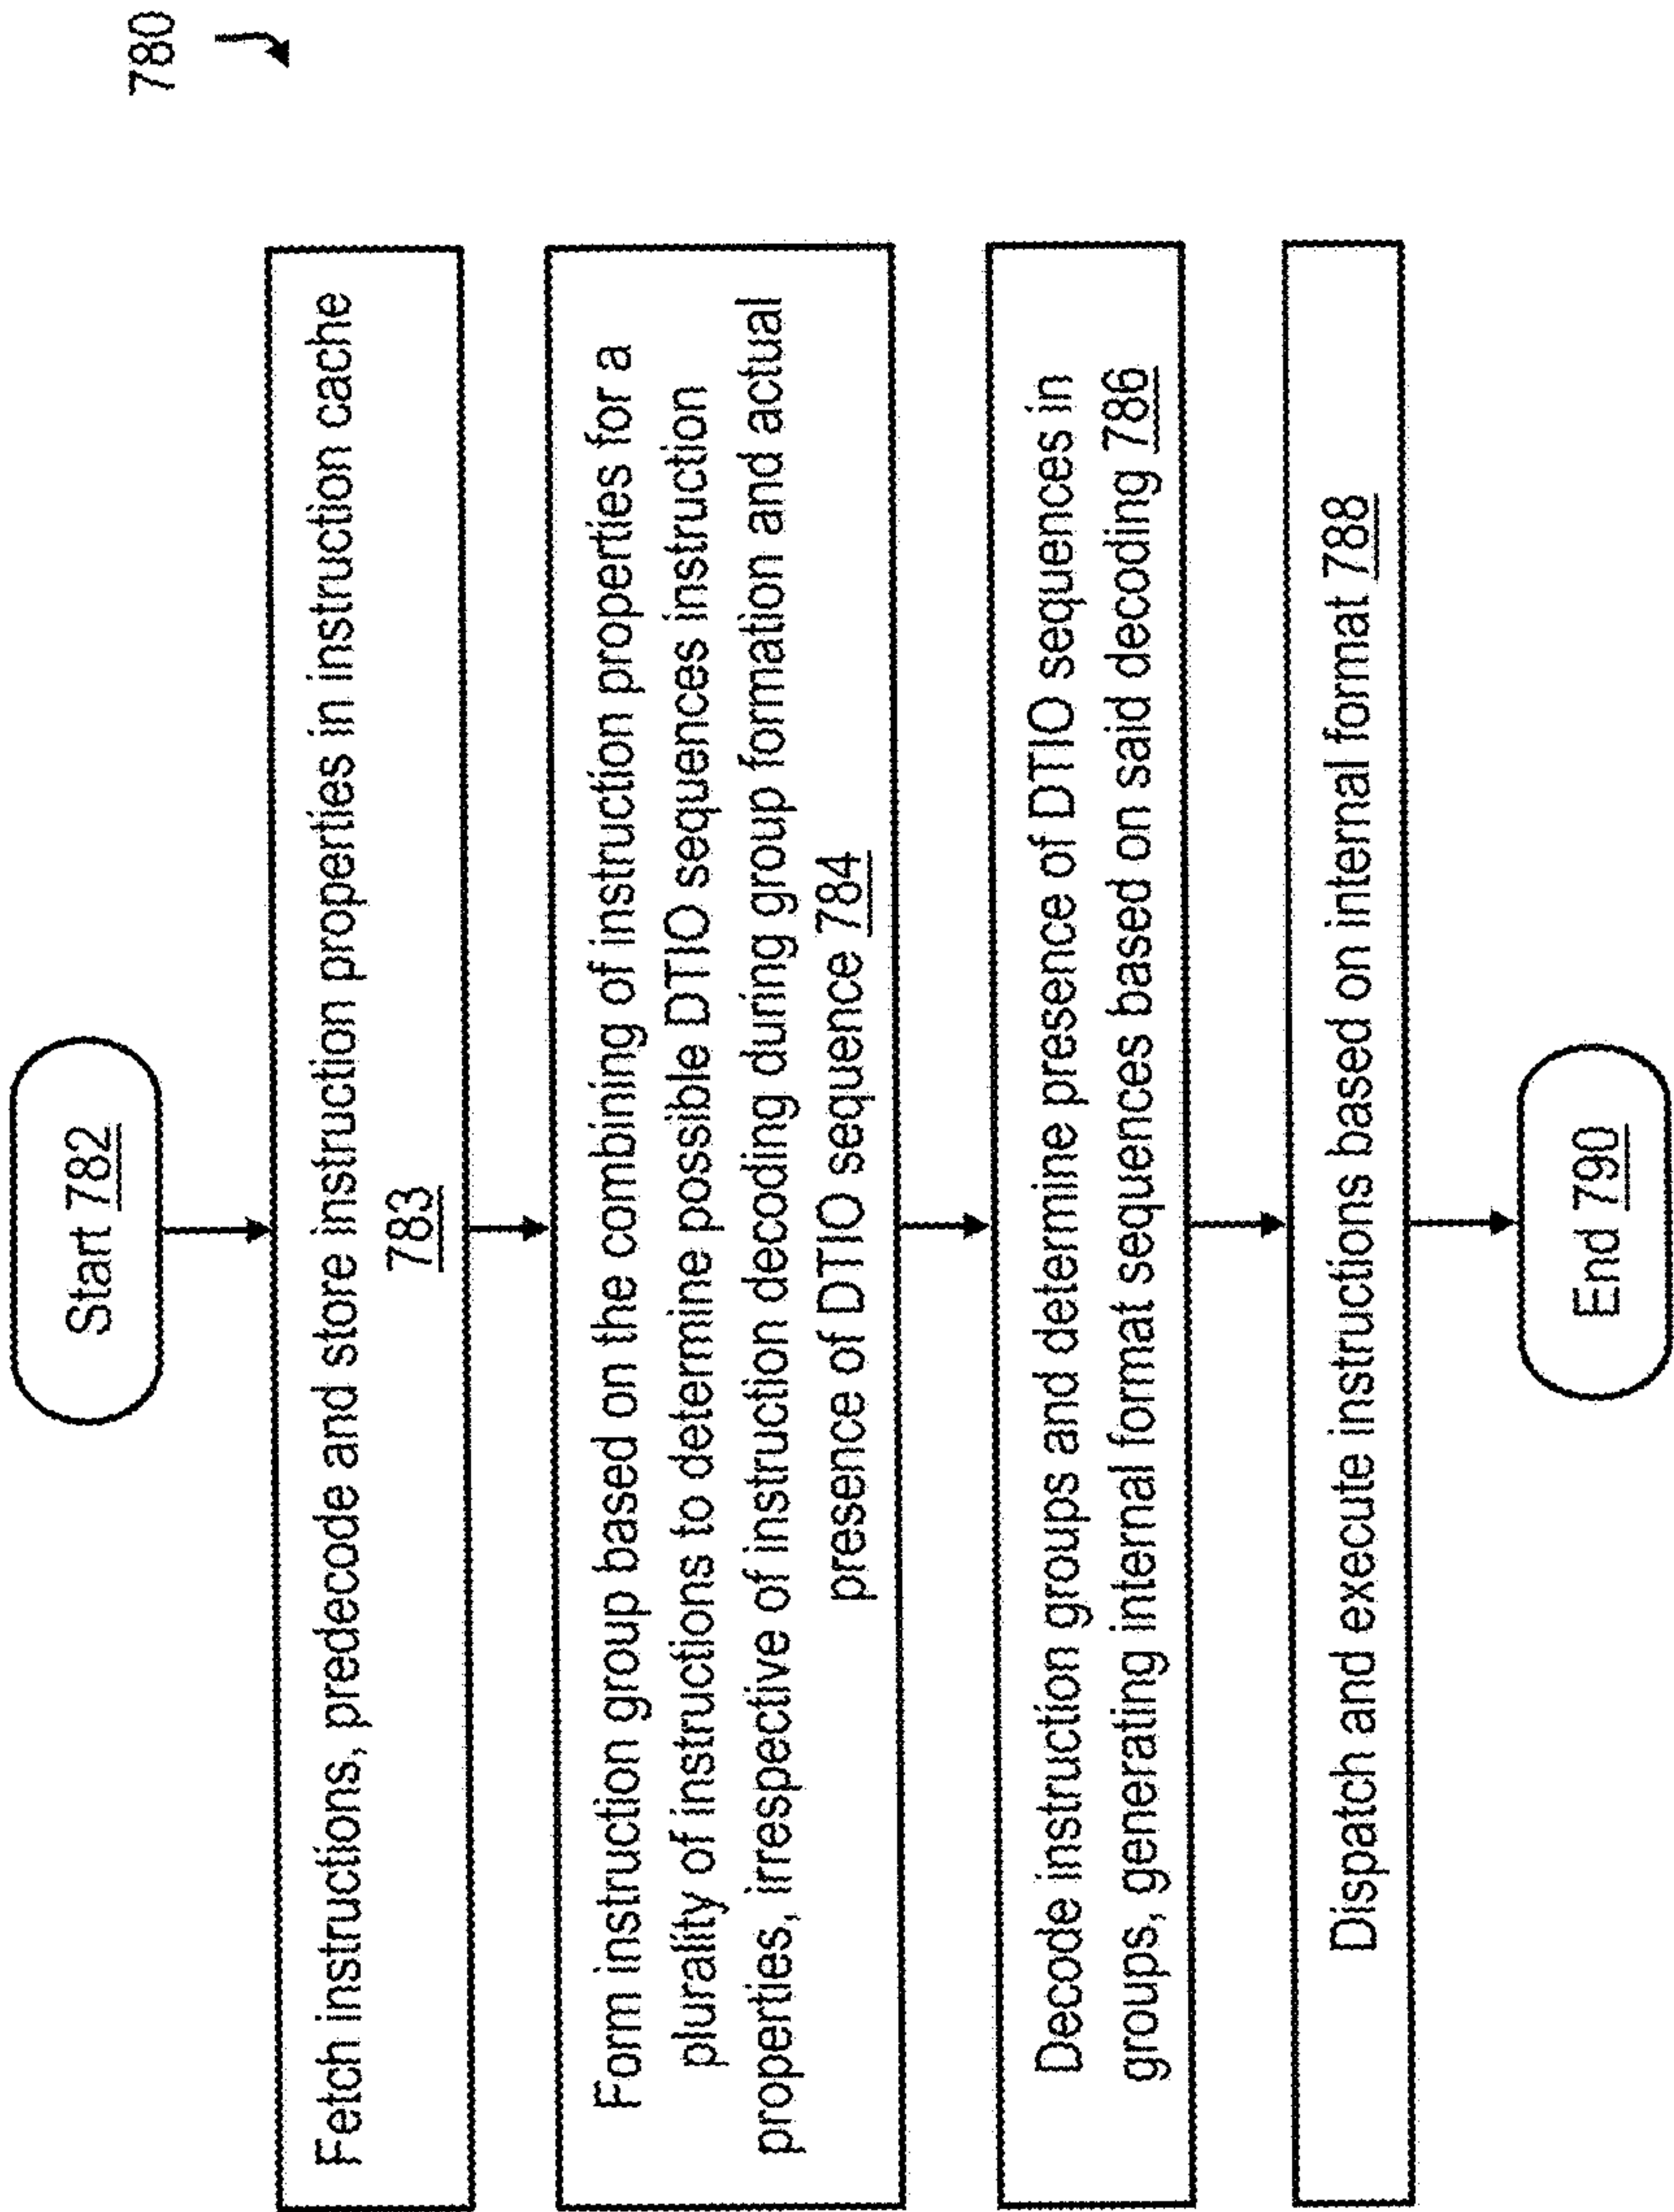 780
Start 782
Fetch instructions, predecode and store instruction properties in instruction cache
783
Form instruction group based on the combining of instruction properties for a
plurality of instructions to determine possible DTIO sequences instruction
properties, irrespective of instruction decoding during group formation and actual
presence of DTIO sequence 784
Decode instruction groups and determine presence of DTIO sequences in
groups, generating internal format sequences based on said decoding 786
Dispatch and execute instructions based on internal format 788
End 790